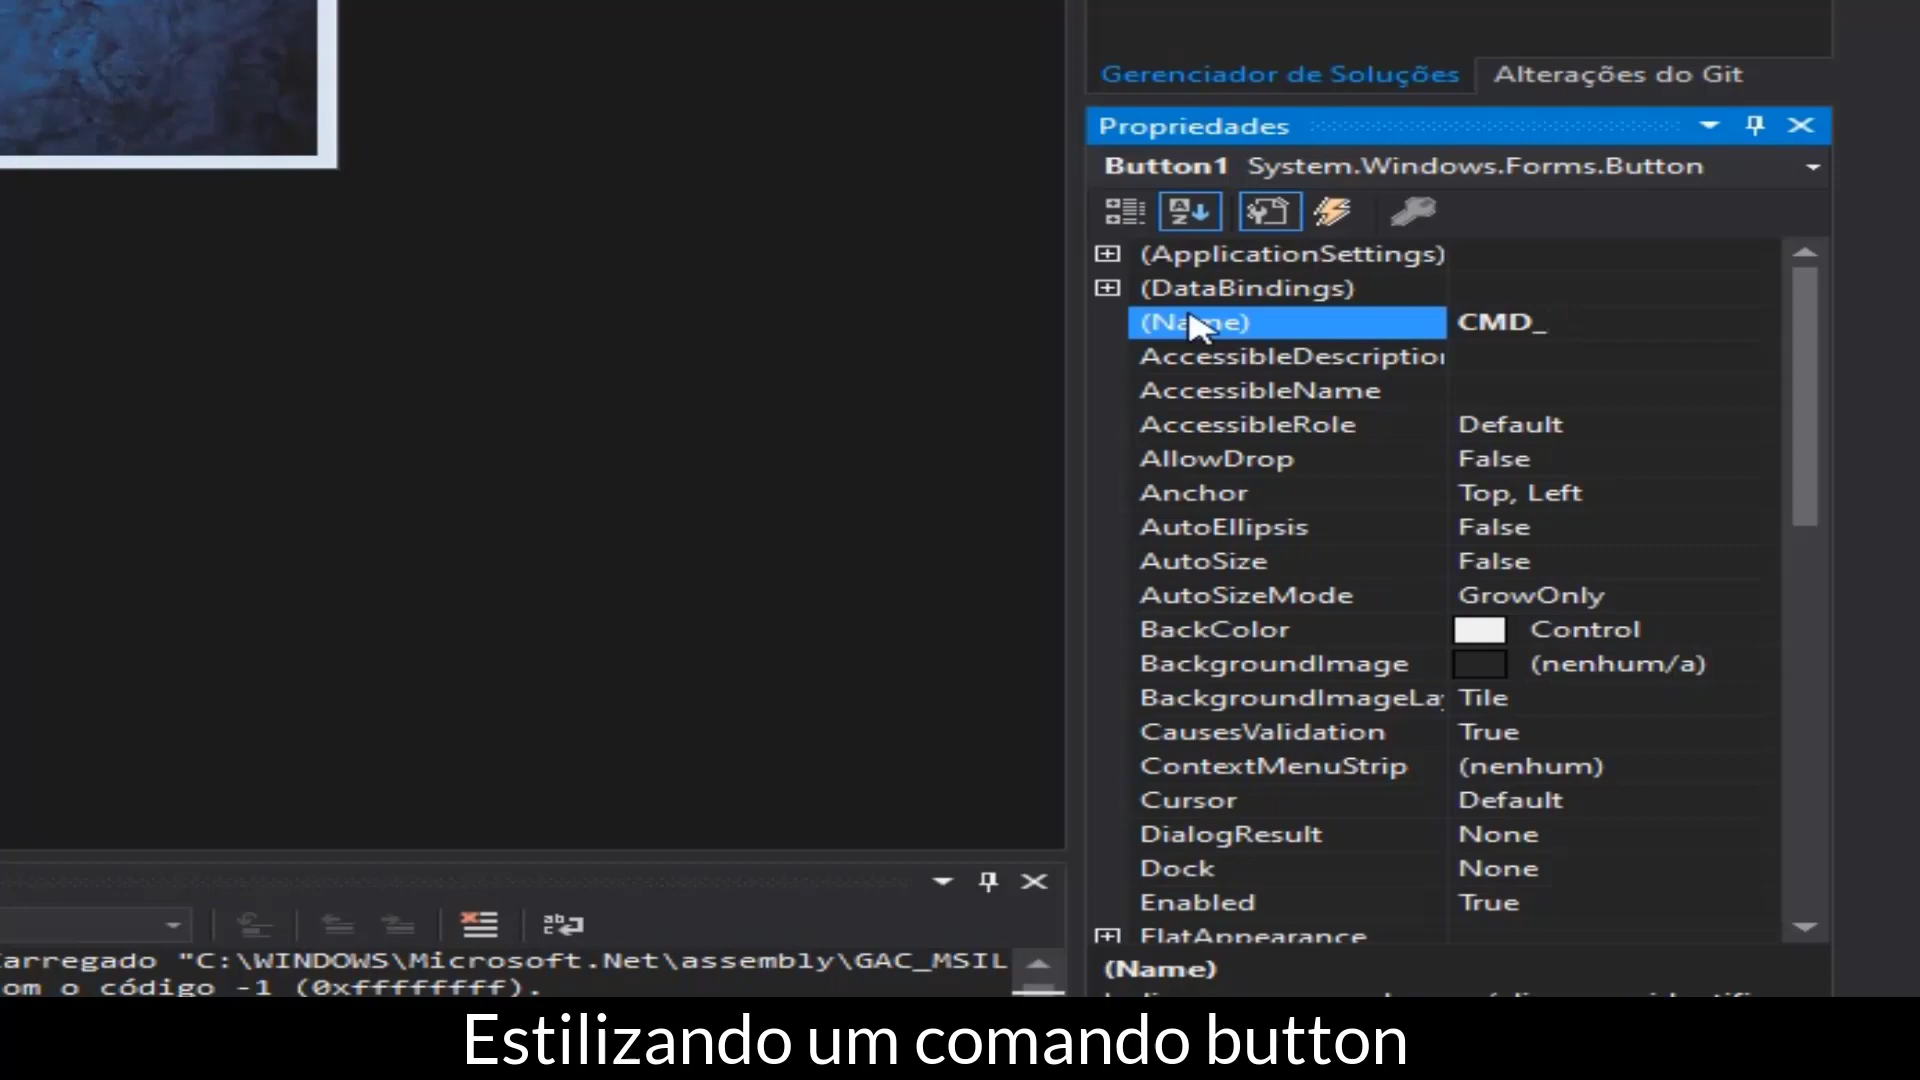 Gerenciador de Soluções Alterações do Git
Propriedades
Button1 System.Windows.Forms.Button
(ApplicationSettings)
(DataBindings)
(Name) CMD_
AccessibleDescription
AccessibleName
AccessibleRole Default
AllowDrop False
Anchor Top, Left
AutoEllipsis False
AutoSize False
AutoSizeMode GrowOnly
BackColor Control
BackgroundImage (nenhum/a)
BackgroundImageLay Tile
CausesValidation True
ContextMenuStrip (nenhum)
Cursor Default
DialogResult None
Dock None
Enabled True
FlatAppearance
(Name)
arregado "C:\WINDOWS\Microsoft.Net\assembly\GAC_MSIL
om o código -1 (0xffffffff).
Estilizando um comando button